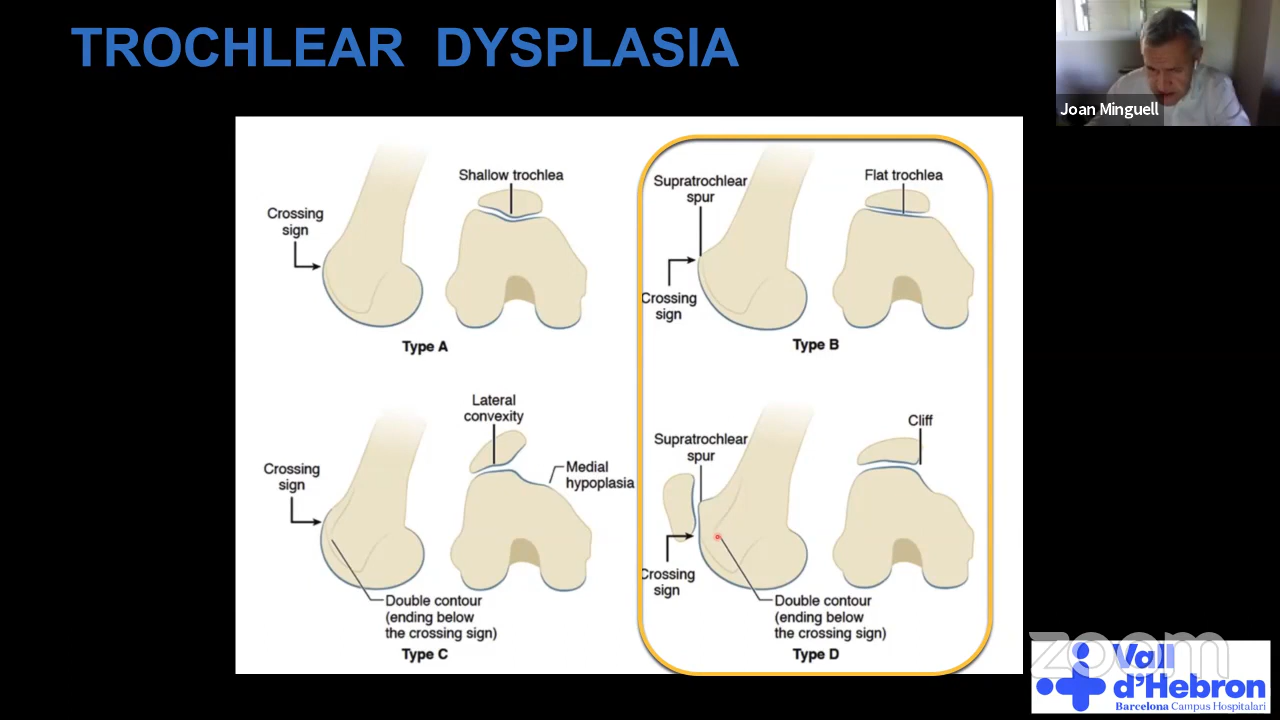 TROCHLEAR DYSPLASIA
Joan Minguell
Shallow trochlea
Crossing
sign
Type A
Supratrochlear
spur
Flat trochlea
Crossing
sign
Type B
Lateral
convexity
Crossing
sign
Medial
hypoplasia
Double contour
(ending below
the crossing sign)
Type C
Cliff
Supratrochlear
spur
Crossing
sign
Double contour
(ending below
the crossing sign)
Type D
zoom
Vall
d'Hebron
Barcelona Campus Hospitalari